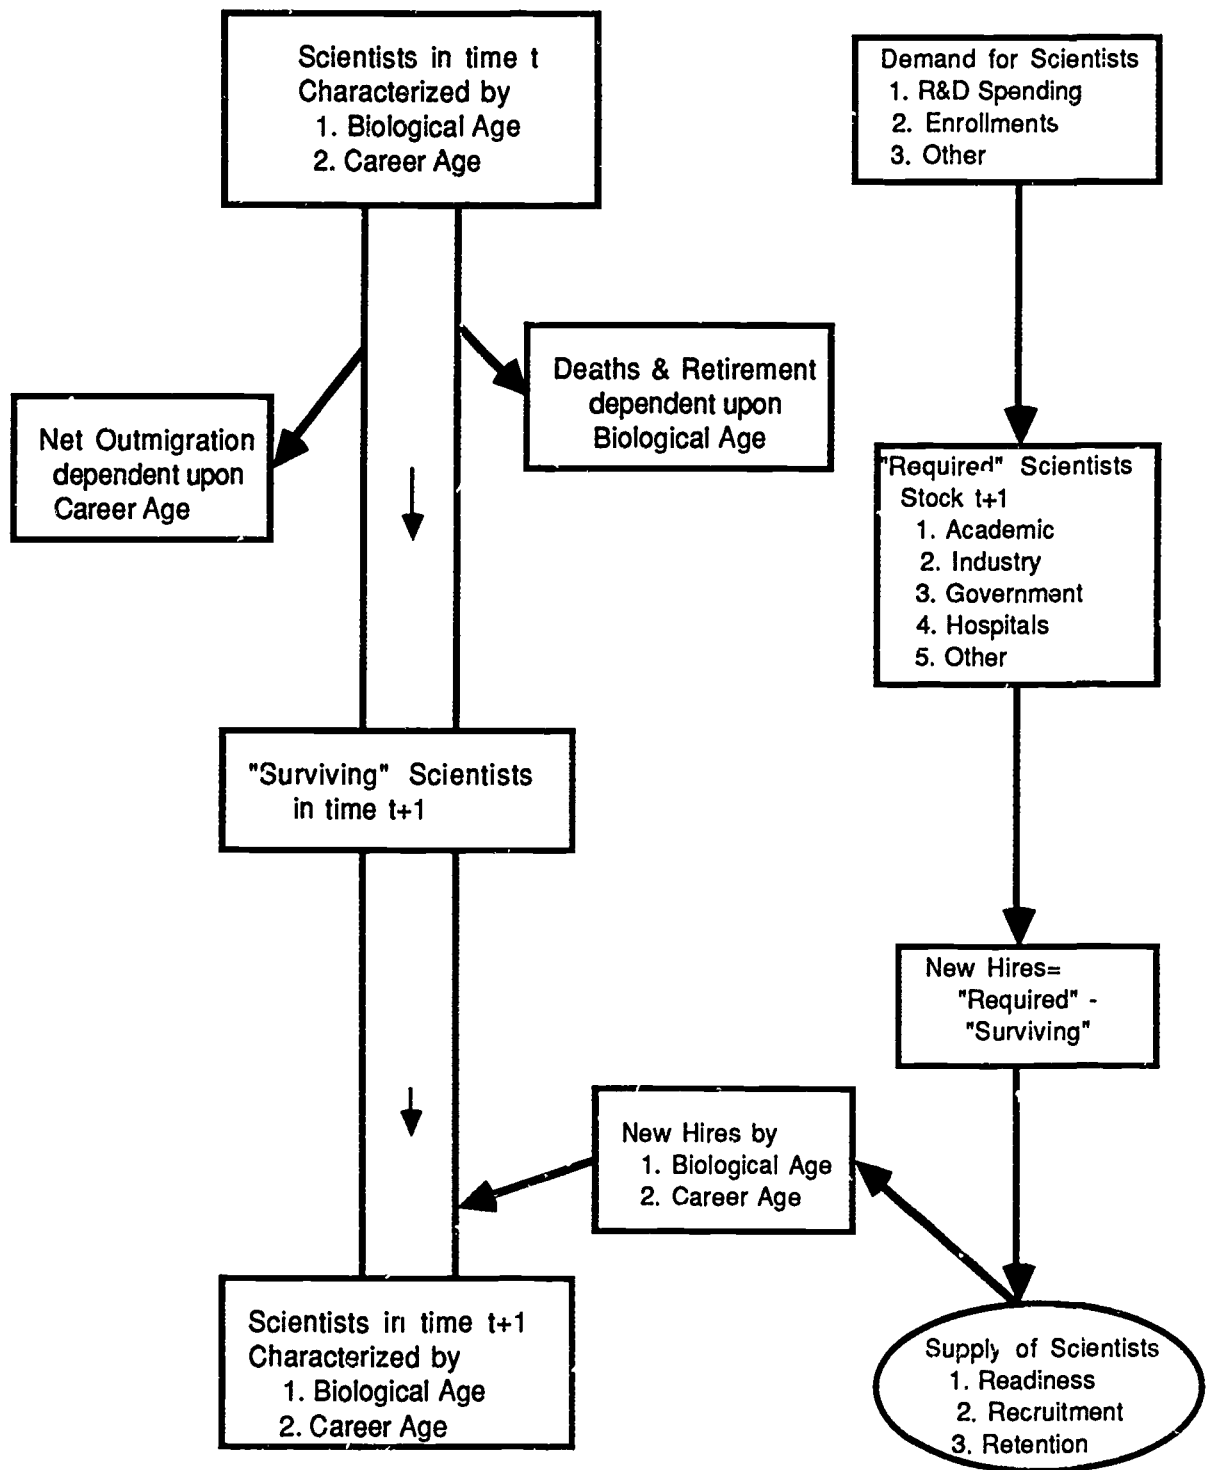 Scientists in time t
Characterized by
1. Biological Age
2. Career Age
Demand for Scientists
1. R&D Spending
2. Enrollments
3. Other
Deaths & Retirement
dependent upon
Biological Age
Net Outmigration
dependent upon
Career Age
"Required" Scientists
Stock t+1
1. Academic
2. Industry
3. Government
4. Hospitals
5. Other
"Surviving" Scientists
in time t+1
New Hires=
"Required" -
"Surviving"
New Hires by
1. Biological Age
2. Career Age
Scientists in time t+1
Characterized by
1. Biological Age
2. Career Age
Supply of Scientists
1. Readiness
2. Recruitment
3. Retention